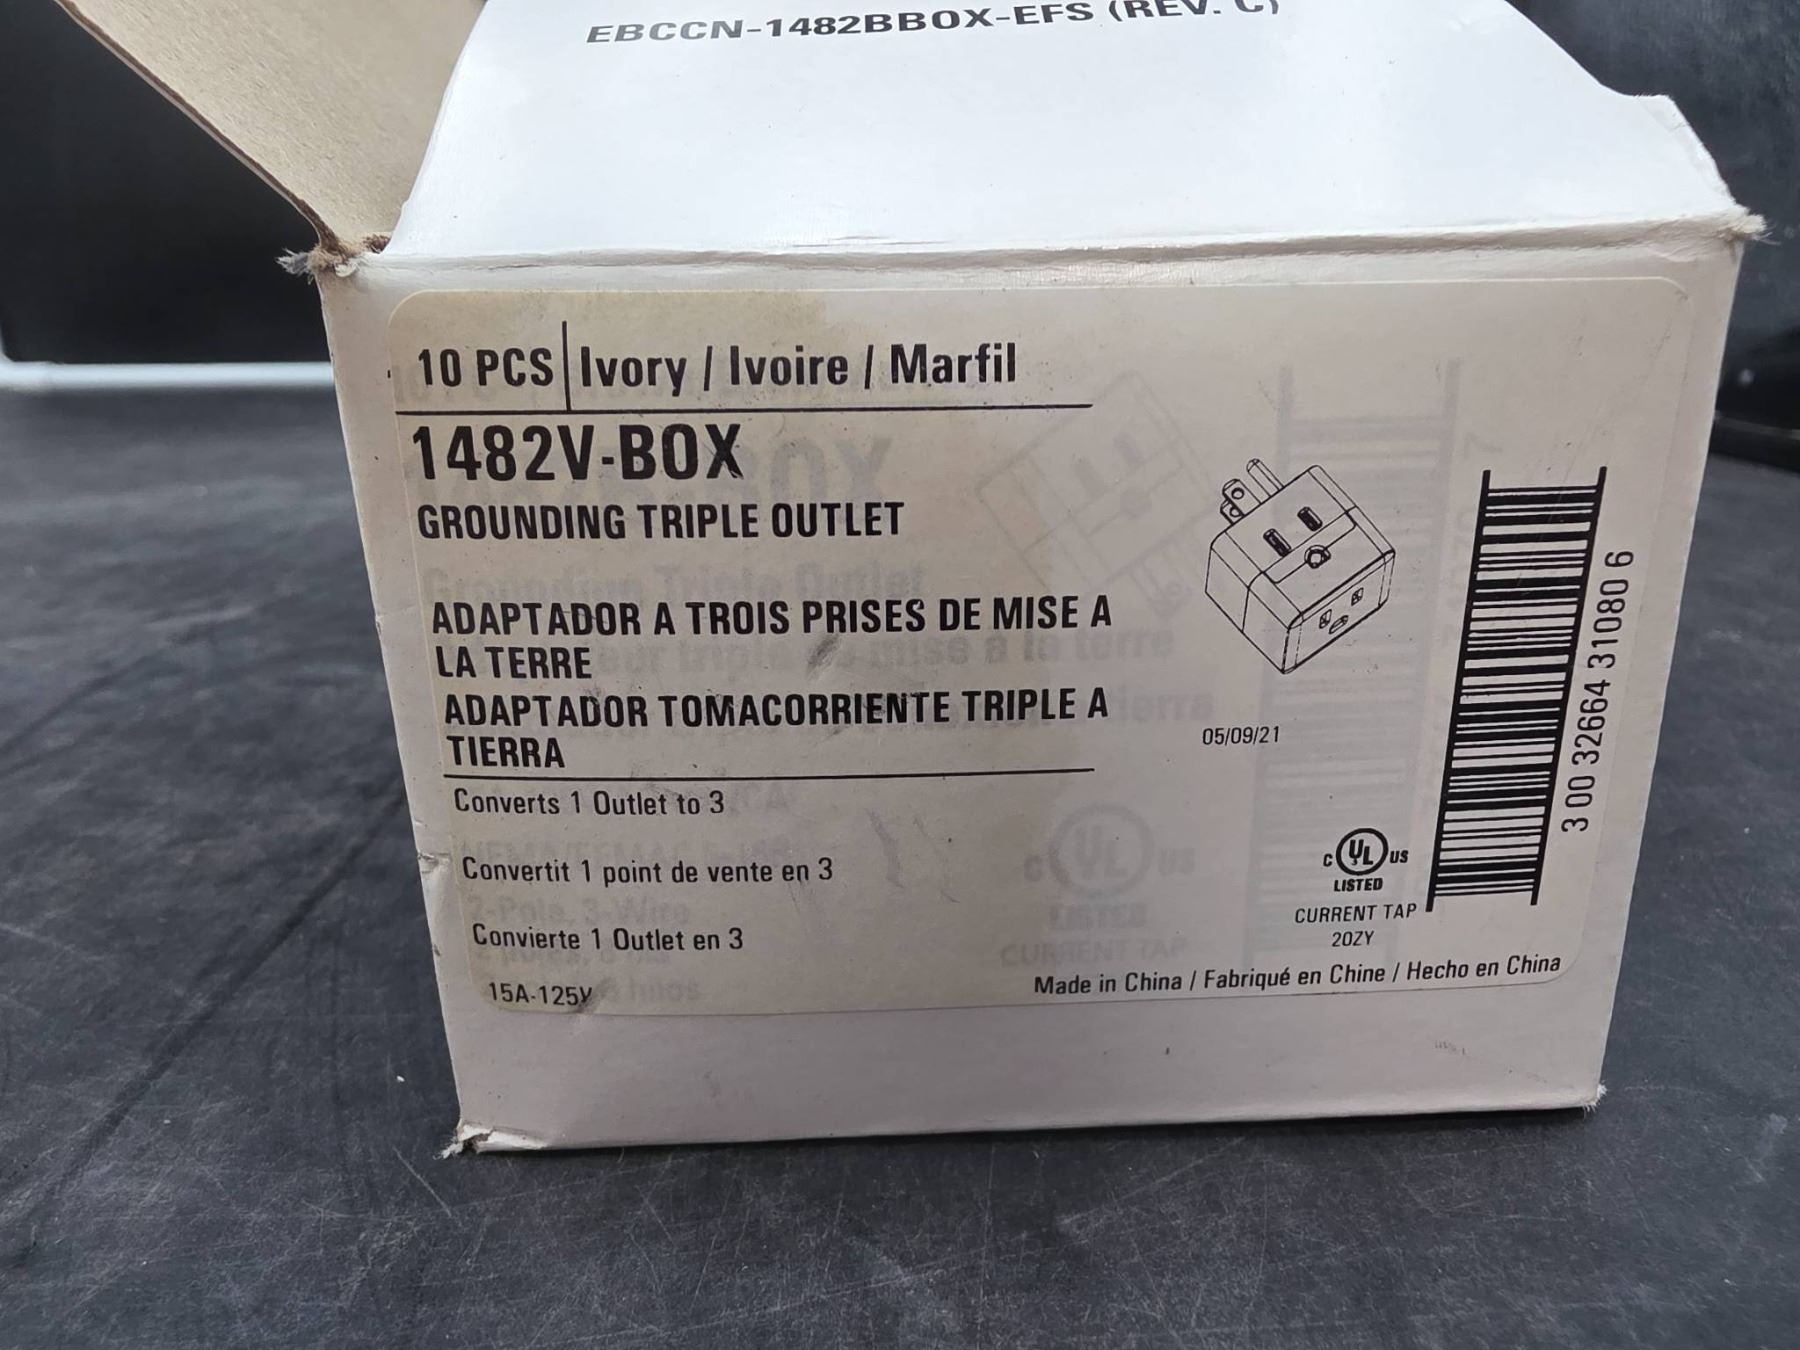 EBCCN-1482BBOX-EFS (REV. C)
10 PCS Ivory / Ivoire / Marfil
1482V-BOX
GROUNDING TRIPLE OUTLET
ADAPTADOR A TROIS PRISES DE MISE A
LA TERRE
ADAPTADOR TOMACORRIENTE TRIPLE A
TIERRA
Converts 1 Outlet to 3
Convertit 1 point de vente en 3
Convierte 1 Outlet en 3
15A-125V
05/09/21
C UL US
LISTED
CURRENT TAP
20ZY
Made in China / Fabriqué en Chine / Hecho en China
3 00 32664 31080 6